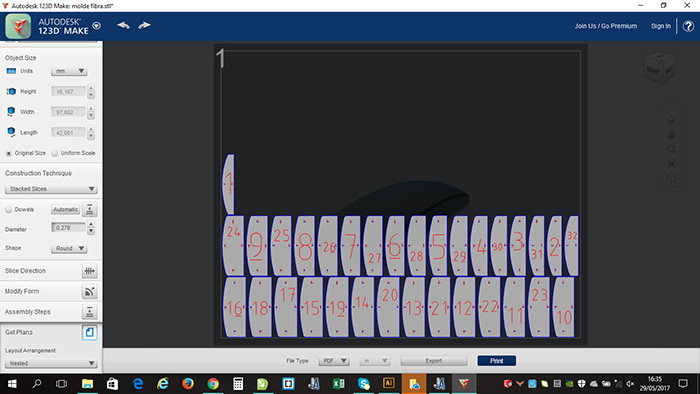 Autodesk 123D Make: molde fibra.stl*
AUTODESK®
123D® MAKE
Join Us / Go Premium
Sign In
?
Object Size
Units
mm
Height
Width
97,002
Length
42,001
Original Size
Uniform Scale
Construction Technique
Stacked Slices
Dowels
Automatic
Diameter
0,276
Shape
Round
Slice Direction
Modify Form
Assembly Steps
Get Plans
Layout Arrangement
Nested
1
1
24 9 25 8 26 7 27 6 28 5 29 4 30 3 31 2 32
16 18 17 15 19 14 20 13 21 12 22 11 23 10
File Type
PDF
in
Export
Print
16:35
29/05/2017